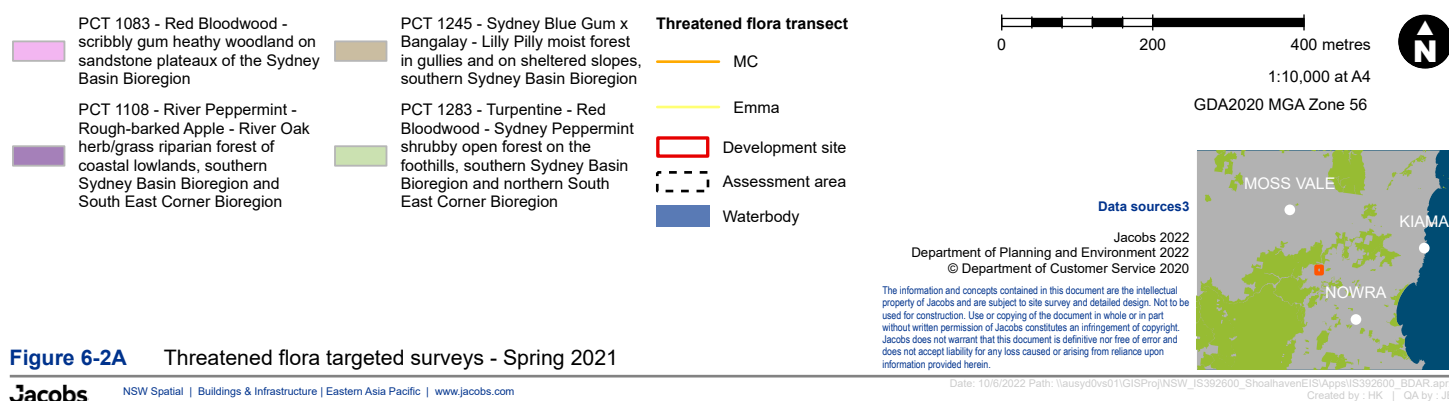 PCT 1083 - Red Bloodwood -
scribbly gum heathy woodland on
sandstone plateaux of the Sydney
Basin Bioregion
PCT 1108 - River Peppermint -
Rough-barked Apple - River Oak
herb/grass riparian forest of
coastal lowlands, southern
Sydney Basin Bioregion and
South East Corner Bioregion
PCT 1245 - Sydney Blue Gum x
Bangalay - Lilly Pilly moist forest
in gullies and on sheltered slopes,
southern Sydney Basin Bioregion
PCT 1283 - Turpentine - Red
Bloodwood - Sydney Peppermint
shrubby open forest on the
foothills, southern Sydney Basin
Bioregion and northern South
East Corner Bioregion
Threatened flora transect
MC
Emma
Development site
Assessment area
Waterbody
0 200 400 metres
1:10,000 at A4
GDA2020 MGA Zone 56
N
Data sources3
Jacobs 2022
Department of Planning and Environment 2022
© Department of Customer Service 2020
The information and concepts contained in this document are the intellectual
property of Jacobs and are subject to site survey and detailed design. Not to be
used for construction. Use or copying of the document in whole or in part
without written permission of Jacobs constitutes an infringement of copyright.
Jacobs does not warrant that this document is definitive nor free of error and
does not accept liability for any loss caused or arising from reliance upon
information provided herein.
MOSS VALE
KIAMA
NOWRA
Figure 6-2A Threatened flora targeted surveys - Spring 2021
Jacobs NSW Spatial | Buildings & Infrastructure | Eastern Asia Pacific | www.jacobs.com
Date: 10/6/2022 Path: \\ausyd0vs01\GISProj\NSW_IS392600_ShoalhavenEIS\Apps\IS392600_BDAR.apr
Created by : HK | QA by :